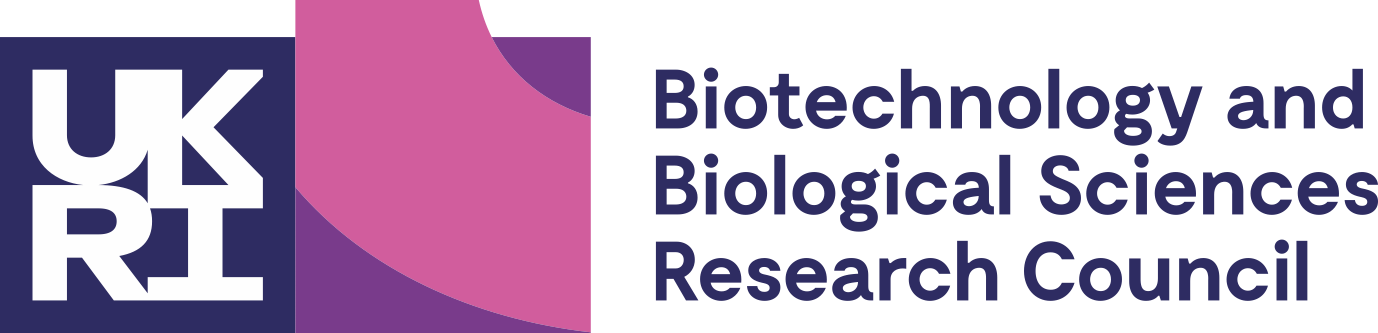 UK
RI
Biotechnology and
Biological Sciences
Research Council